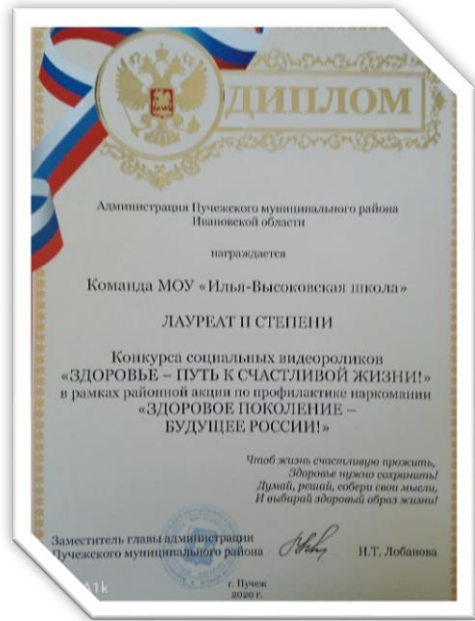 ДИПЛОМ
Администрация Пучежского муниципального района
Ивановской области
награждается
Команда МОУ «Илья-Высоковская школа»
ЛАУРЕАТ II СТЕПЕНИ
Конкурса социальных видеороликов
«ЗДОРОВЬЕ – ПУТЬ К СЧАСТЛИВОЙ ЖИЗНИ!»
в рамках районной акции по профилактике наркомании
«ЗДОРОВОЕ ПОКОЛЕНИЕ –
БУДУЩЕЕ РОССИИ!»
Чтоб жизнь счастливую прожить,
Здоровье нужно сохранить!
Думай, решай, собери свои мысли,
И выбирай здоровый образ жизни!
Заместитель главы администрации
Пучежского муниципального района
Н.Т. Лобанова
г. Пучеж
2020 г.
A1k